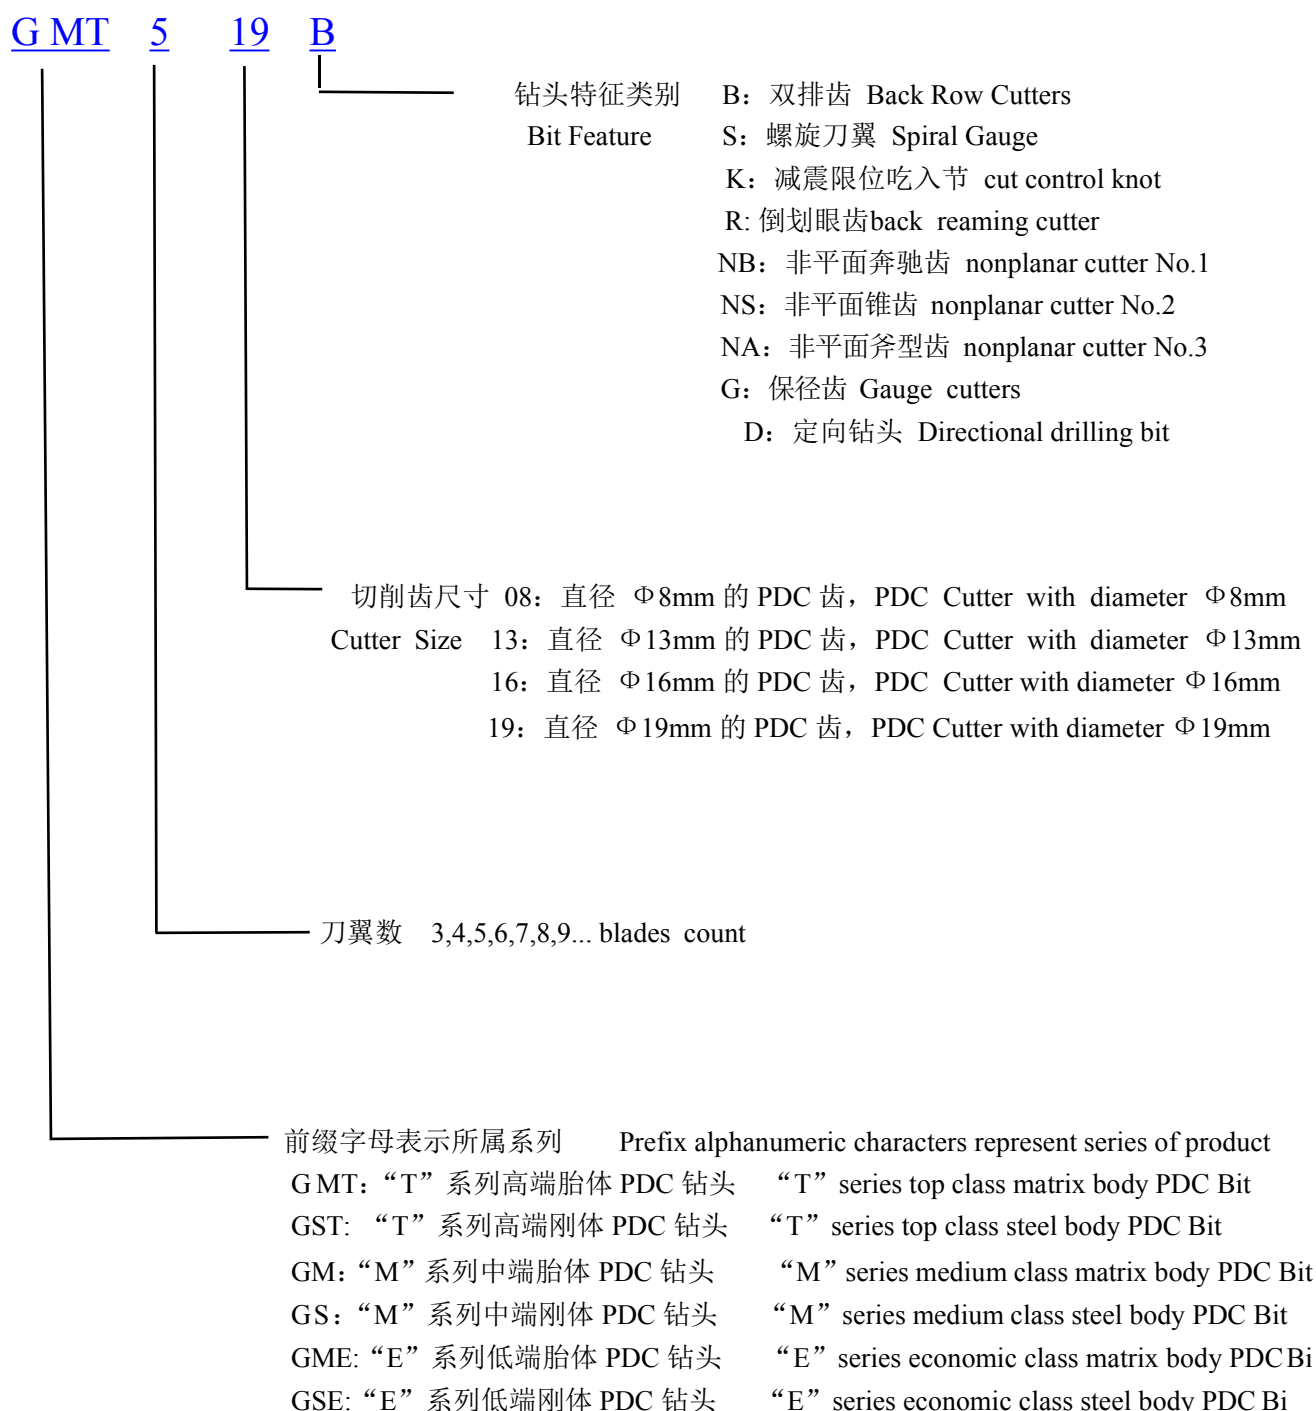 G MT 5 19 B
钻头特征类别 B：双排齿 Back Row Cutters
Bit Feature S：螺旋刀翼 Spiral Gauge
K：减震限位吃入节 cut control knot
R: 倒划眼齿back reaming cutter
NB：非平面奔驰齿 nonplanar cutter No.1
NS：非平面锥齿 nonplanar cutter No.2
NA：非平面斧型齿 nonplanar cutter No.3
G：保径齿 Gauge cutters
D：定向钻头 Directional drilling bit
切削齿尺寸 08：直径 Φ8mm 的 PDC 齿，PDC Cutter with diameter Φ8mm
Cutter Size 13：直径 Φ13mm 的 PDC 齿，PDC Cutter with diameter Φ13mm
16：直径 Φ16mm 的 PDC 齿，PDC Cutter with diameter Φ16mm
19：直径 Φ19mm 的 PDC 齿，PDC Cutter with diameter Φ19mm
刀翼数 3,4,5,6,7,8,9... blades count
前缀字母表示所属系列 Prefix alphanumeric characters represent series of product
GMT：“T”系列高端胎体 PDC 钻头 “T”series top class matrix body PDC Bit
GST: “T”系列高端刚体 PDC 钻头 “T”series top class steel body PDC Bit
GM：“M”系列中端胎体 PDC 钻头 “M”series medium class matrix body PDC Bit
GS：“M”系列中端刚体 PDC 钻头 “M”series medium class steel body PDC Bit
GME: “E”系列低端胎体 PDC 钻头 “E”series economic class matrix body PDC Bi
GSE: “E”系列低端刚体 PDC 钻头 “E”series economic class steel body PDC Bi